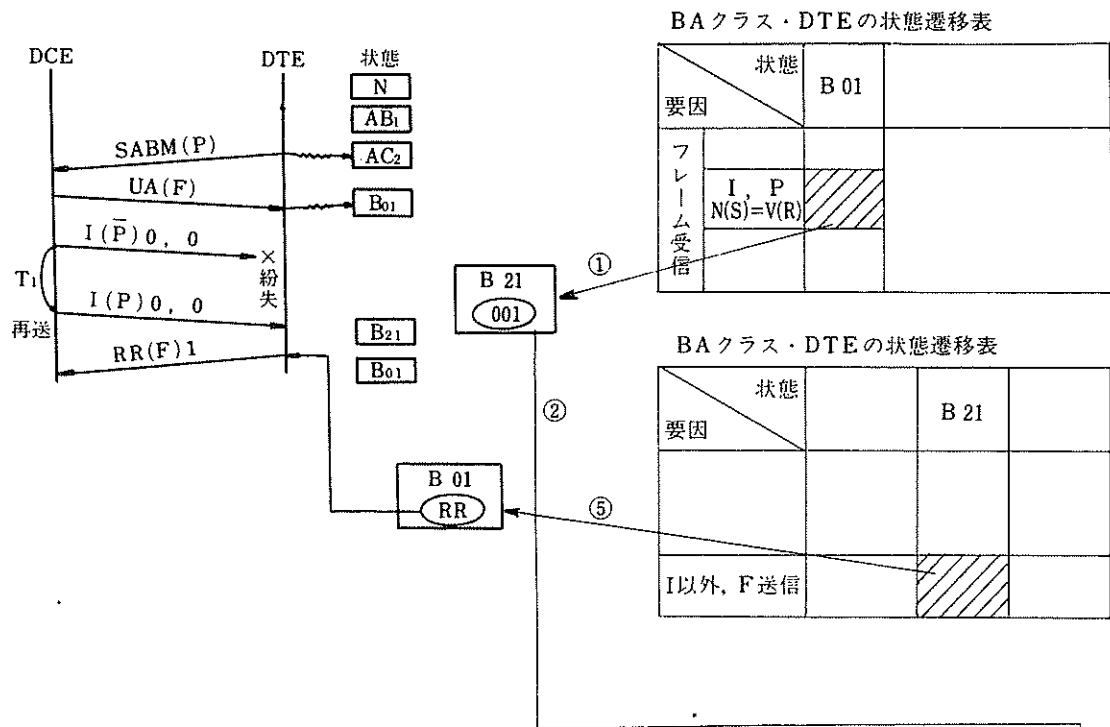 DCE
DTE
状態
N
AB₁
SABM(P)
AC₂
UA(F)
B₀₁
I(P̅)0, 0
×紛失
T₁
I(P)0, 0
再送
B₂₁
RR(F)1
B₀₁
B 21
001
①
②
B 01
RR
⑤
BAクラス・DTEの状態遷移表
状態
要因
B 01
フレーム受信
I, P
N(S)=V(R)
BAクラス・DTEの状態遷移表
状態
要因
B 21
I以外, F送信